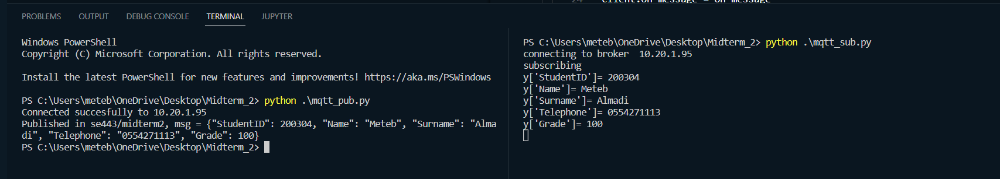 24 client.on_message = on_message
PROBLEMS OUTPUT DEBUG CONSOLE TERMINAL JUPYTER
Windows PowerShell
Copyright (C) Microsoft Corporation. All rights reserved.
Install the latest PowerShell for new features and improvements! https://aka.ms/PSWindows
PS C:\Users\meteb\OneDrive\Desktop\Midterm_2> python .\mqtt_pub.py
Connected succesfully to 10.20.1.95
Published in se443/midterm2, msg = {"StudentID": 200304, "Name": "Meteb", "Surname": "Alma
di", "Telephone": "0554271113", "Grade": 100}
PS C:\Users\meteb\OneDrive\Desktop\Midterm_2>
PS C:\Users\meteb\OneDrive\Desktop\Midterm_2> python .\mqtt_sub.py
connecting to broker  10.20.1.95
subscribing
y['StudentID']= 200304
y['Name']= Meteb
y['Surname']= Almadi
y['Telephone']= 0554271113
y['Grade']= 100